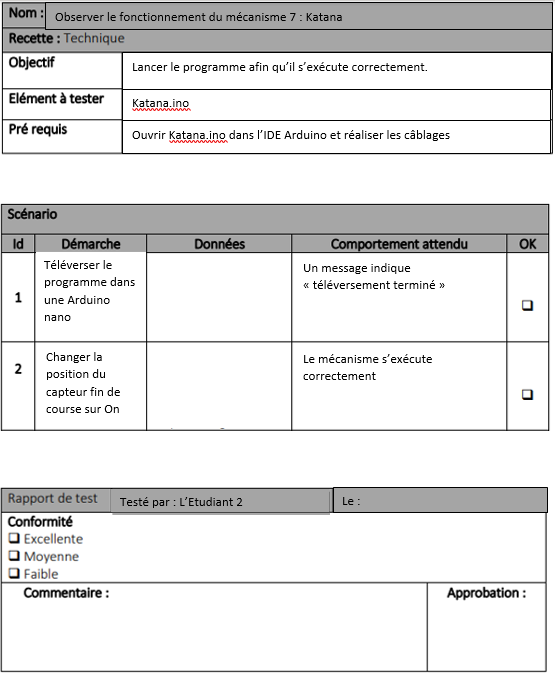 Nom : Observer le fonctionnement du mécanisme 7 : Katana
Recette : Technique
Objectif Lancer le programme afin qu’il s’exécute correctement.
Elément à tester Katana.ino
Pré requis Ouvrir Katana.ino dans l’IDE Arduino et réaliser les câblages
Scénario
Id Démarche Données Comportement attendu OK
1
Téléverser le
programme dans
une Arduino
nano
Un message indique
« téléversement terminé »
2
Changer la
position du
capteur fin de
course sur On
Le mécanisme s’exécute
correctement
Rapport de test Testé par : L’Etudiant 2 Le :
Conformité
Excellente
Moyenne
Faible
Commentaire : Approbation :